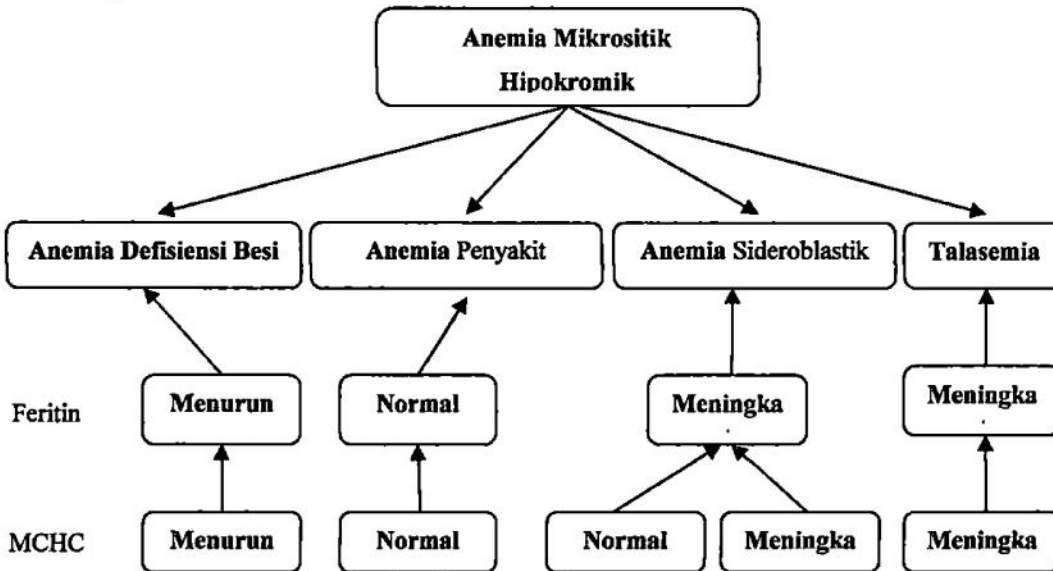 Anemia Mikrositik
Hipokromik
Anemia Defisiensi Besi
Anemia Penyakit
Anemia Sideroblastik
Talasemia
Feritin
Menurun
Normal
Meningka
Meningka
MCHC
Menurun
Normal
Normal
Meningka
Meningka